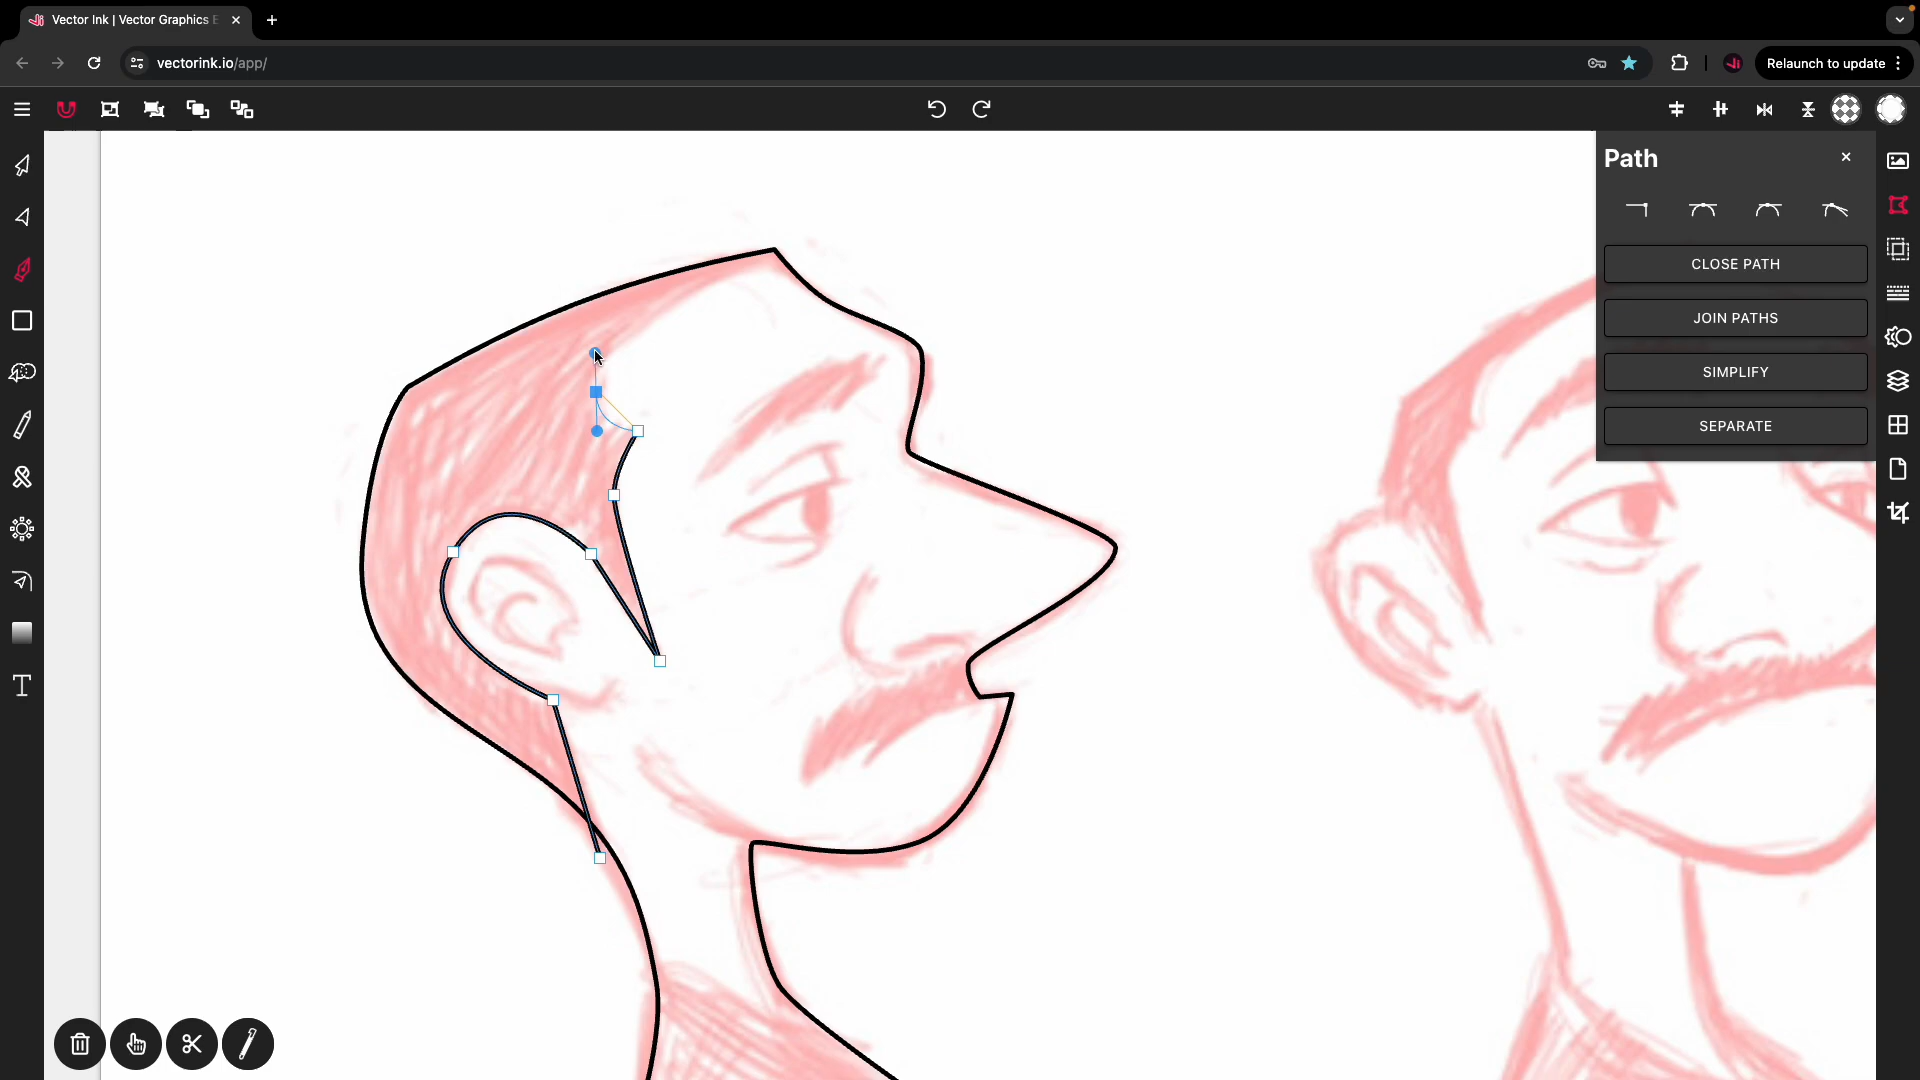 Vector Ink | Vector Graphics E
vectorink.io/app/
Relaunch to update
Path
CLOSE PATH
JOIN PATHS
SIMPLIFY
SEPARATE